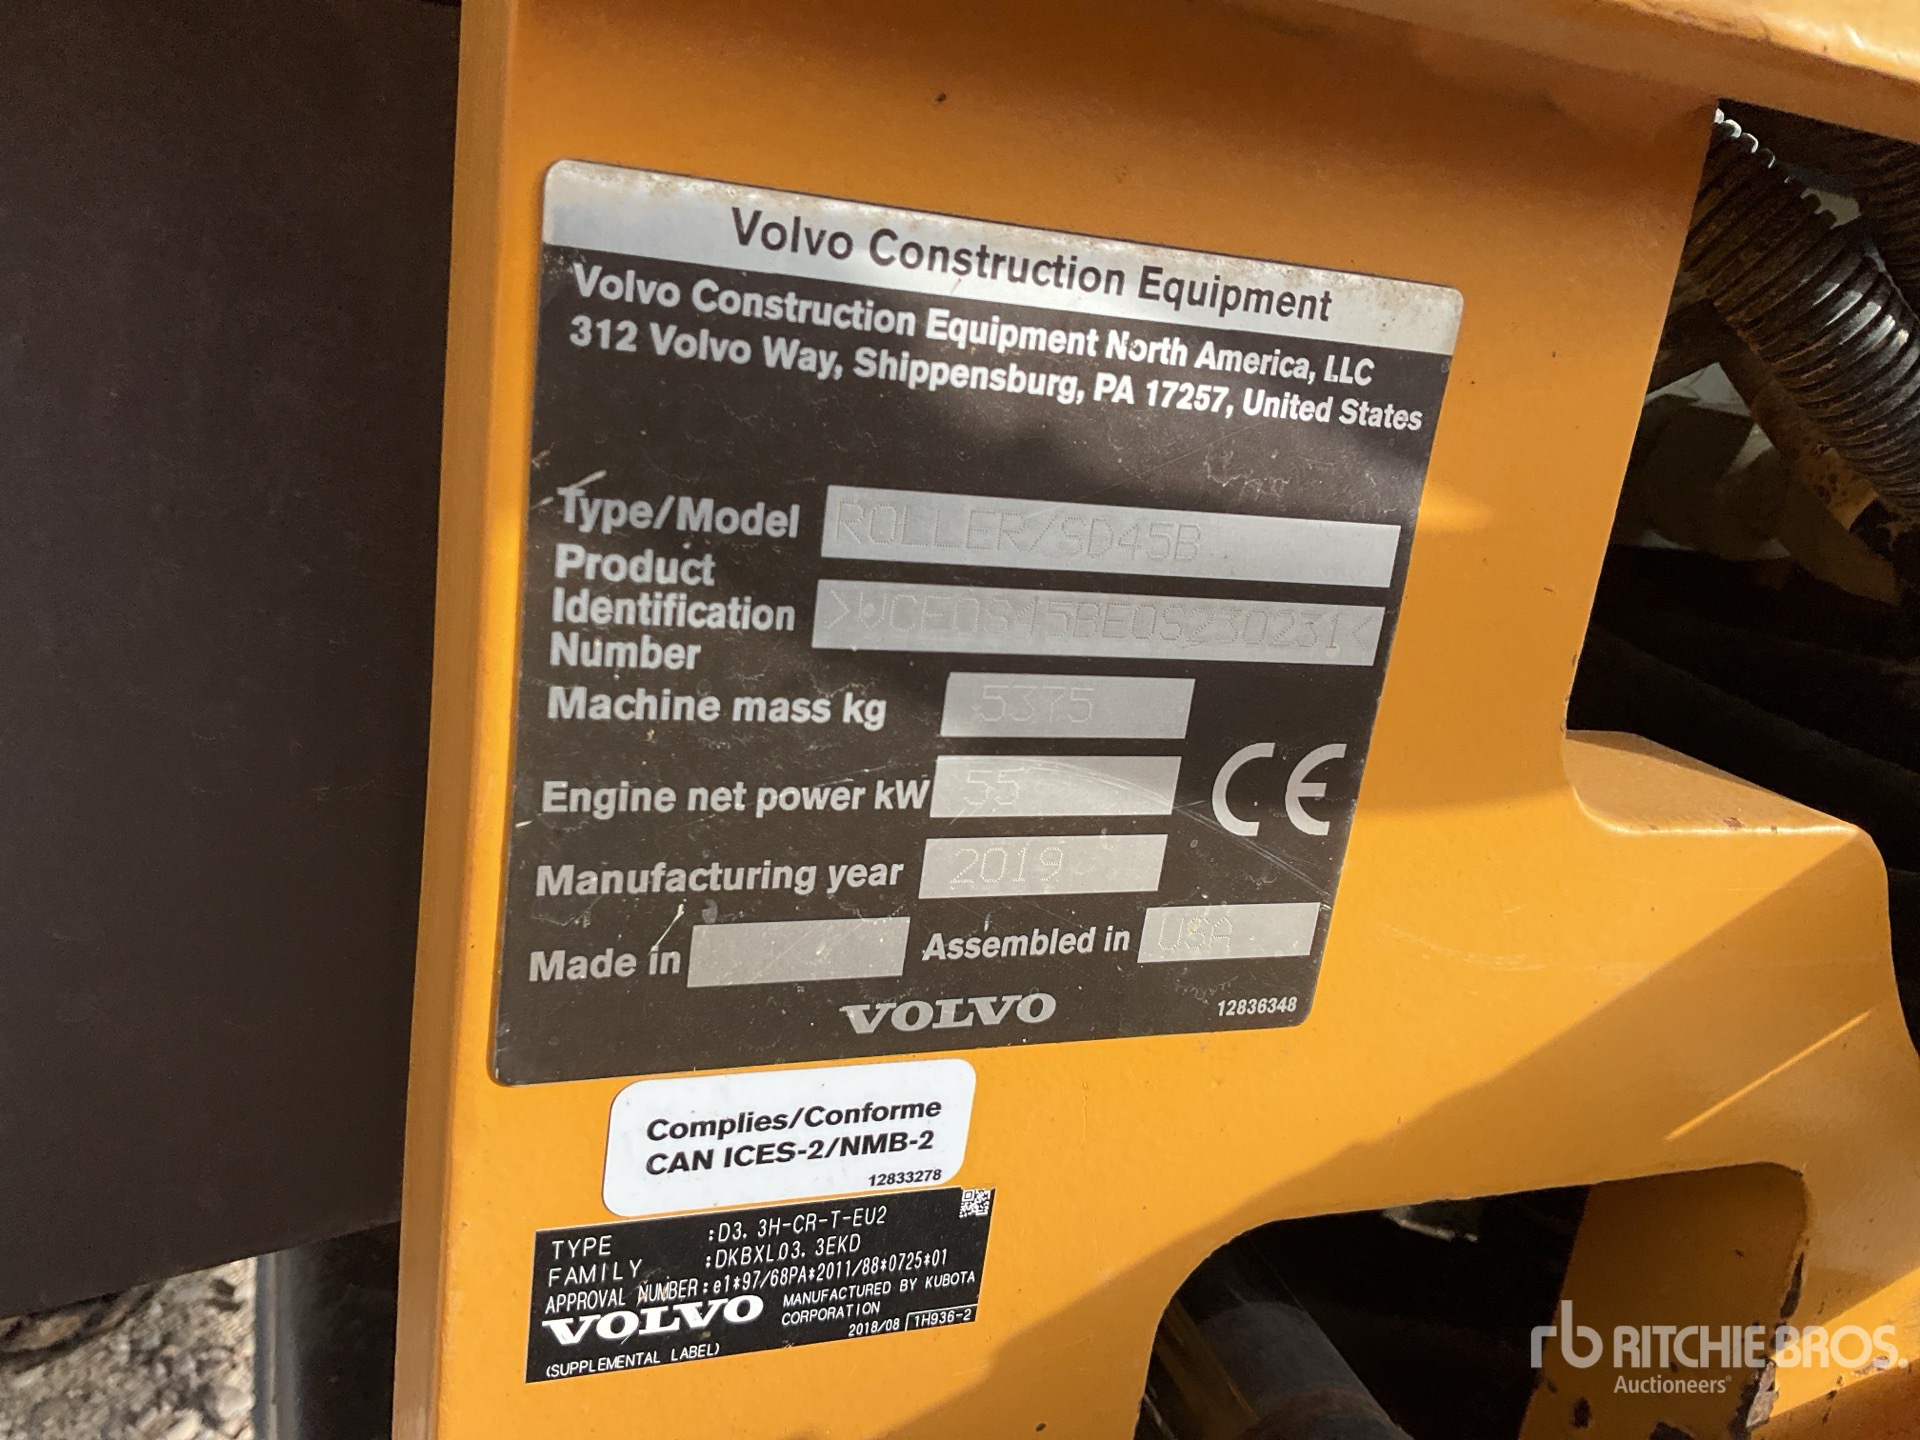 Volvo Construction Equipment
Volvo Construction Equipment North America, LLC
312 Volvo Way, Shippensburg, PA 17257, United States
Type/Model ROLLER/SD45B
Product
Identification >VCE0S45BE0S230231<
Number
Machine mass kg 5375
Engine net power kW 55
CE
Manufacturing year 2019
Made in Assembled in USA
VOLVO 12836348
Complies/Conforme
CAN ICES-2/NMB-2
12833278
TYPE :D3. 3H-CR-T-EU2
FAMILY :DKBXL03. 3EKD
APPROVAL NUMBER:e1*97/68PA*2011/88*0725*01
VOLVO MANUFACTURED BY KUBOTA
CORPORATION
2018/08 1H936-2
(SUPPLEMENTAL LABEL)
rb RITCHIE BROS.
Auctioneers